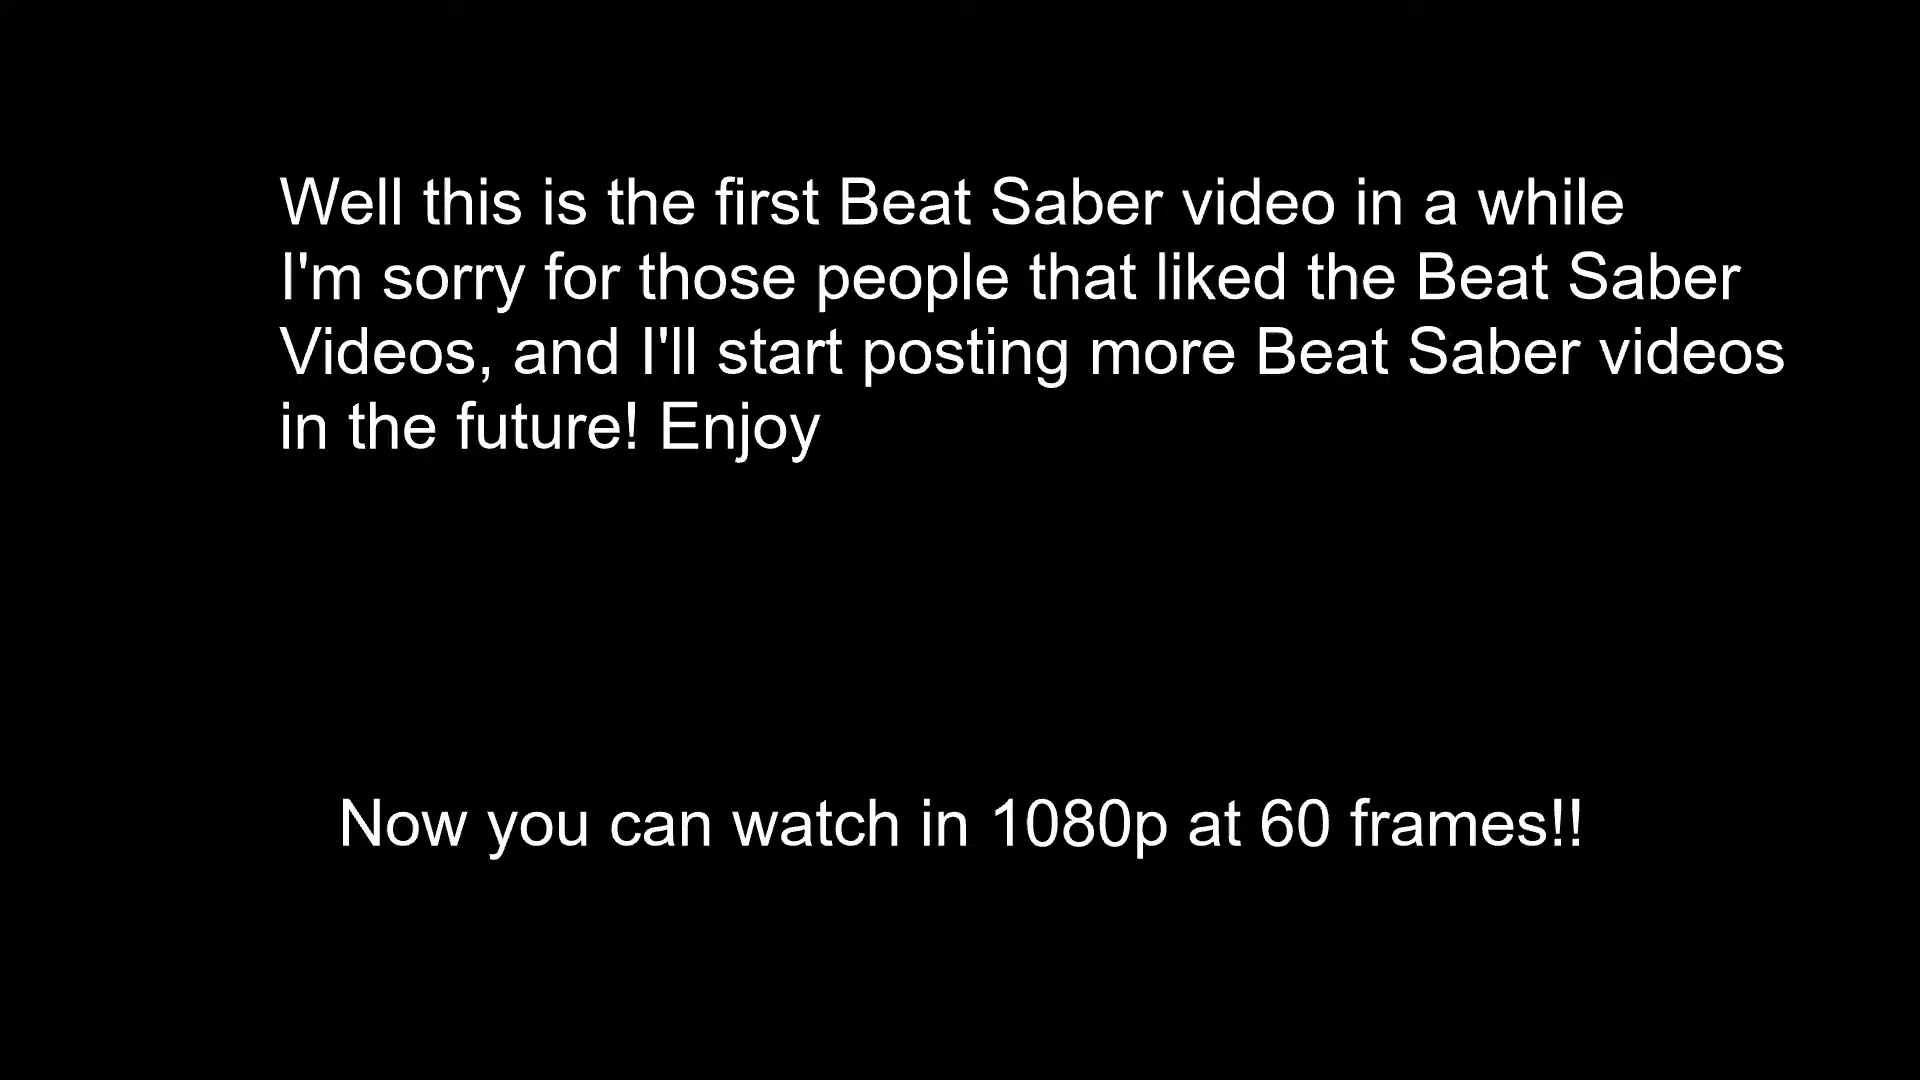 Well this is the first Beat Saber video in a while
I'm sorry for those people that liked the Beat Saber
Videos, and I'll start posting more Beat Saber videos
in the future! Enjoy
Now you can watch in 1080p at 60 frames!!